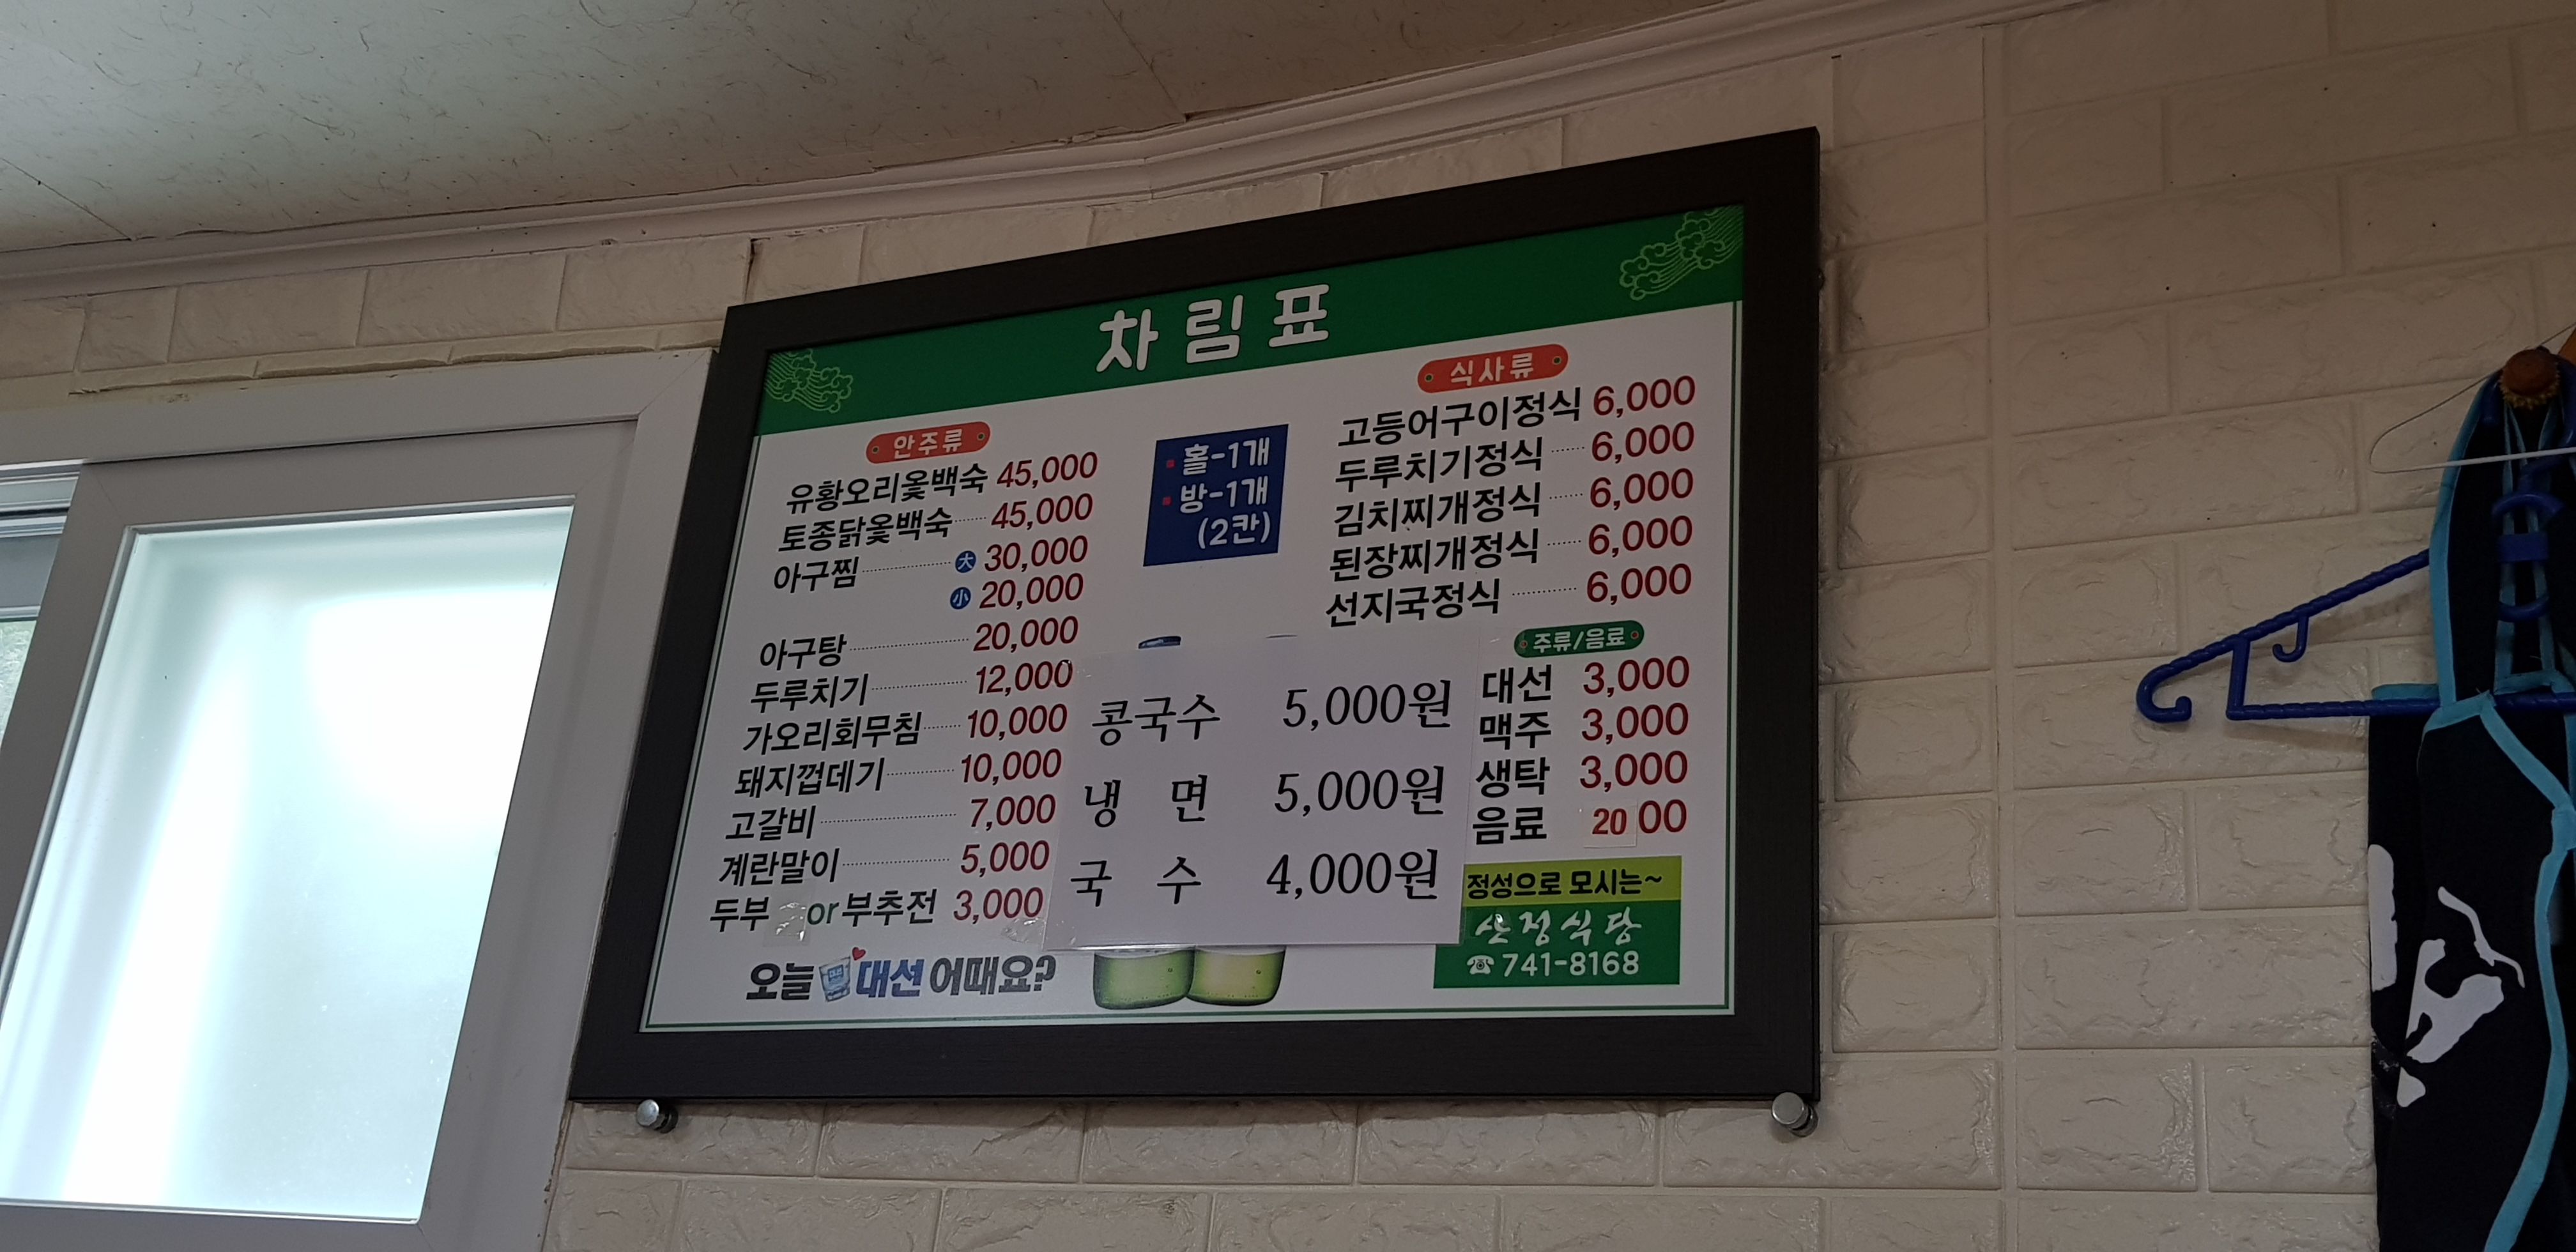 차림표
안주류
유황오리옻백숙 45,000
토종닭옻백숙 45,000
아구찜 大 30,000
小 20,000
아구탕 20,000
두루치기 12,000
가오리회무침 10,000
돼지껍데기 10,000
고갈비 7,000
계란말이 5,000
두부 or 부추전 3,000
오늘 대선 어때요?
홀-1개
방-1개
(2칸)
콩국수 5,000원
냉 면 5,000원
국 수 4,000원
식사류
고등어구이정식 6,000
두루치기정식 6,000
김치찌개정식 6,000
된장찌개정식 6,000
선지국정식 6,000
주류/음료
대선 3,000
맥주 3,000
생탁 3,000
음료 2000
정성으로 모시는~
산정식당
☎741-8168